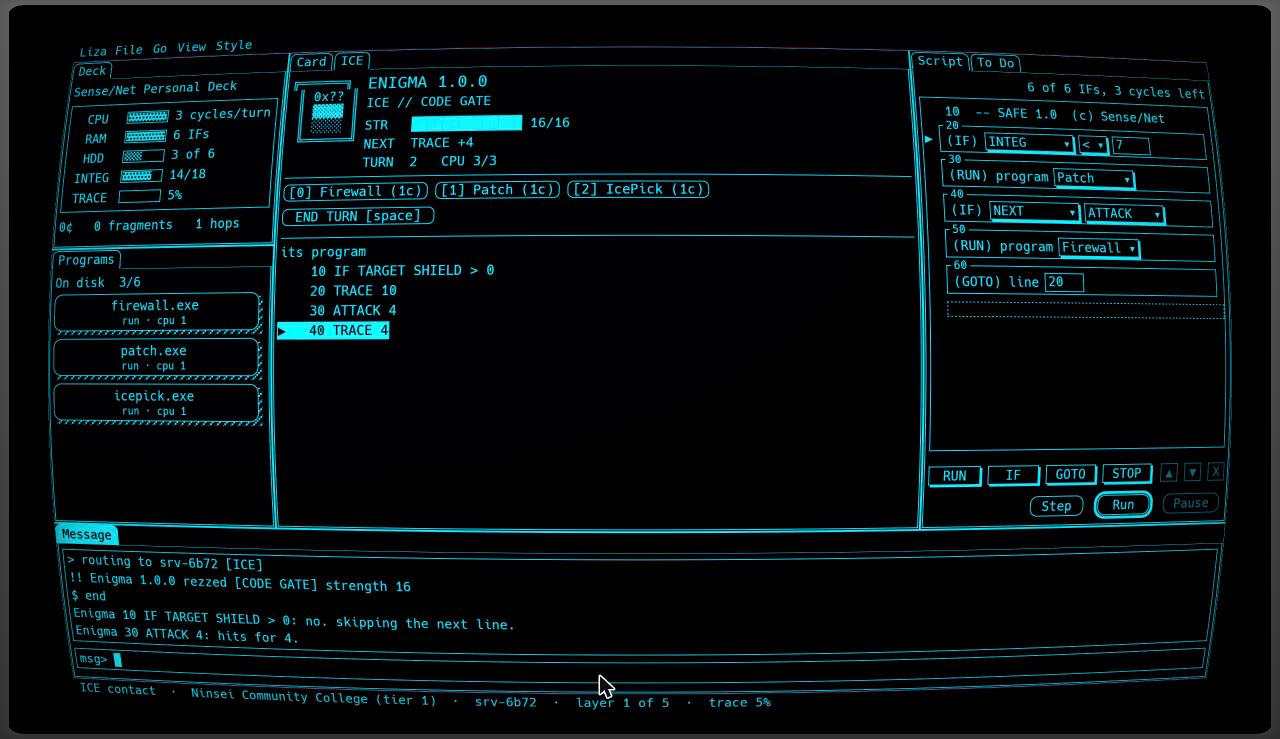 Liza File Go View Style
Deck
Sense/Net Personal Deck
CPU 3 cycles/turn
RAM 6 IFs
HDD 3 of 6
INTEG 14/18
TRACE 5%
0¢ 0 fragments 1 hops
Programs
On disk 3/6
firewall.exe
run · cpu 1
patch.exe
run · cpu 1
icepick.exe
run · cpu 1
Card ICE
0x??
ENIGMA 1.0.0
ICE // CODE GATE
STR 16/16
NEXT TRACE +4
TURN 2 CPU 3/3
[0] Firewall (1c) [1] Patch (1c) [2] IcePick (1c)
END TURN [space]
its program
10 IF TARGET SHIELD > 0
20 TRACE 10
30 ATTACK 4
▶ 40 TRACE 4
Script To Do
6 of 6 IFs, 3 cycles left
10 -- SAFE 1.0 (c) Sense/Net
20
▶ (IF) INTEG ▾ < ▾ 7
30
(RUN) program Patch ▾
40
(IF) NEXT ▾ ATTACK ▾
50
(RUN) program Firewall ▾
60
(GOTO) line 20
RUN IF GOTO STOP ▲ ▼ X
Step Run Pause
Message
> routing to srv-6b72 [ICE]
!! Enigma 1.0.0 rezzed [CODE GATE] strength 16
$ end
Enigma 10 IF TARGET SHIELD > 0: no. skipping the next line.
Enigma 30 ATTACK 4: hits for 4.
msg>
ICE contact · Ninsei Community College (tier 1) · srv-6b72 · layer 1 of 5 · trace 5%